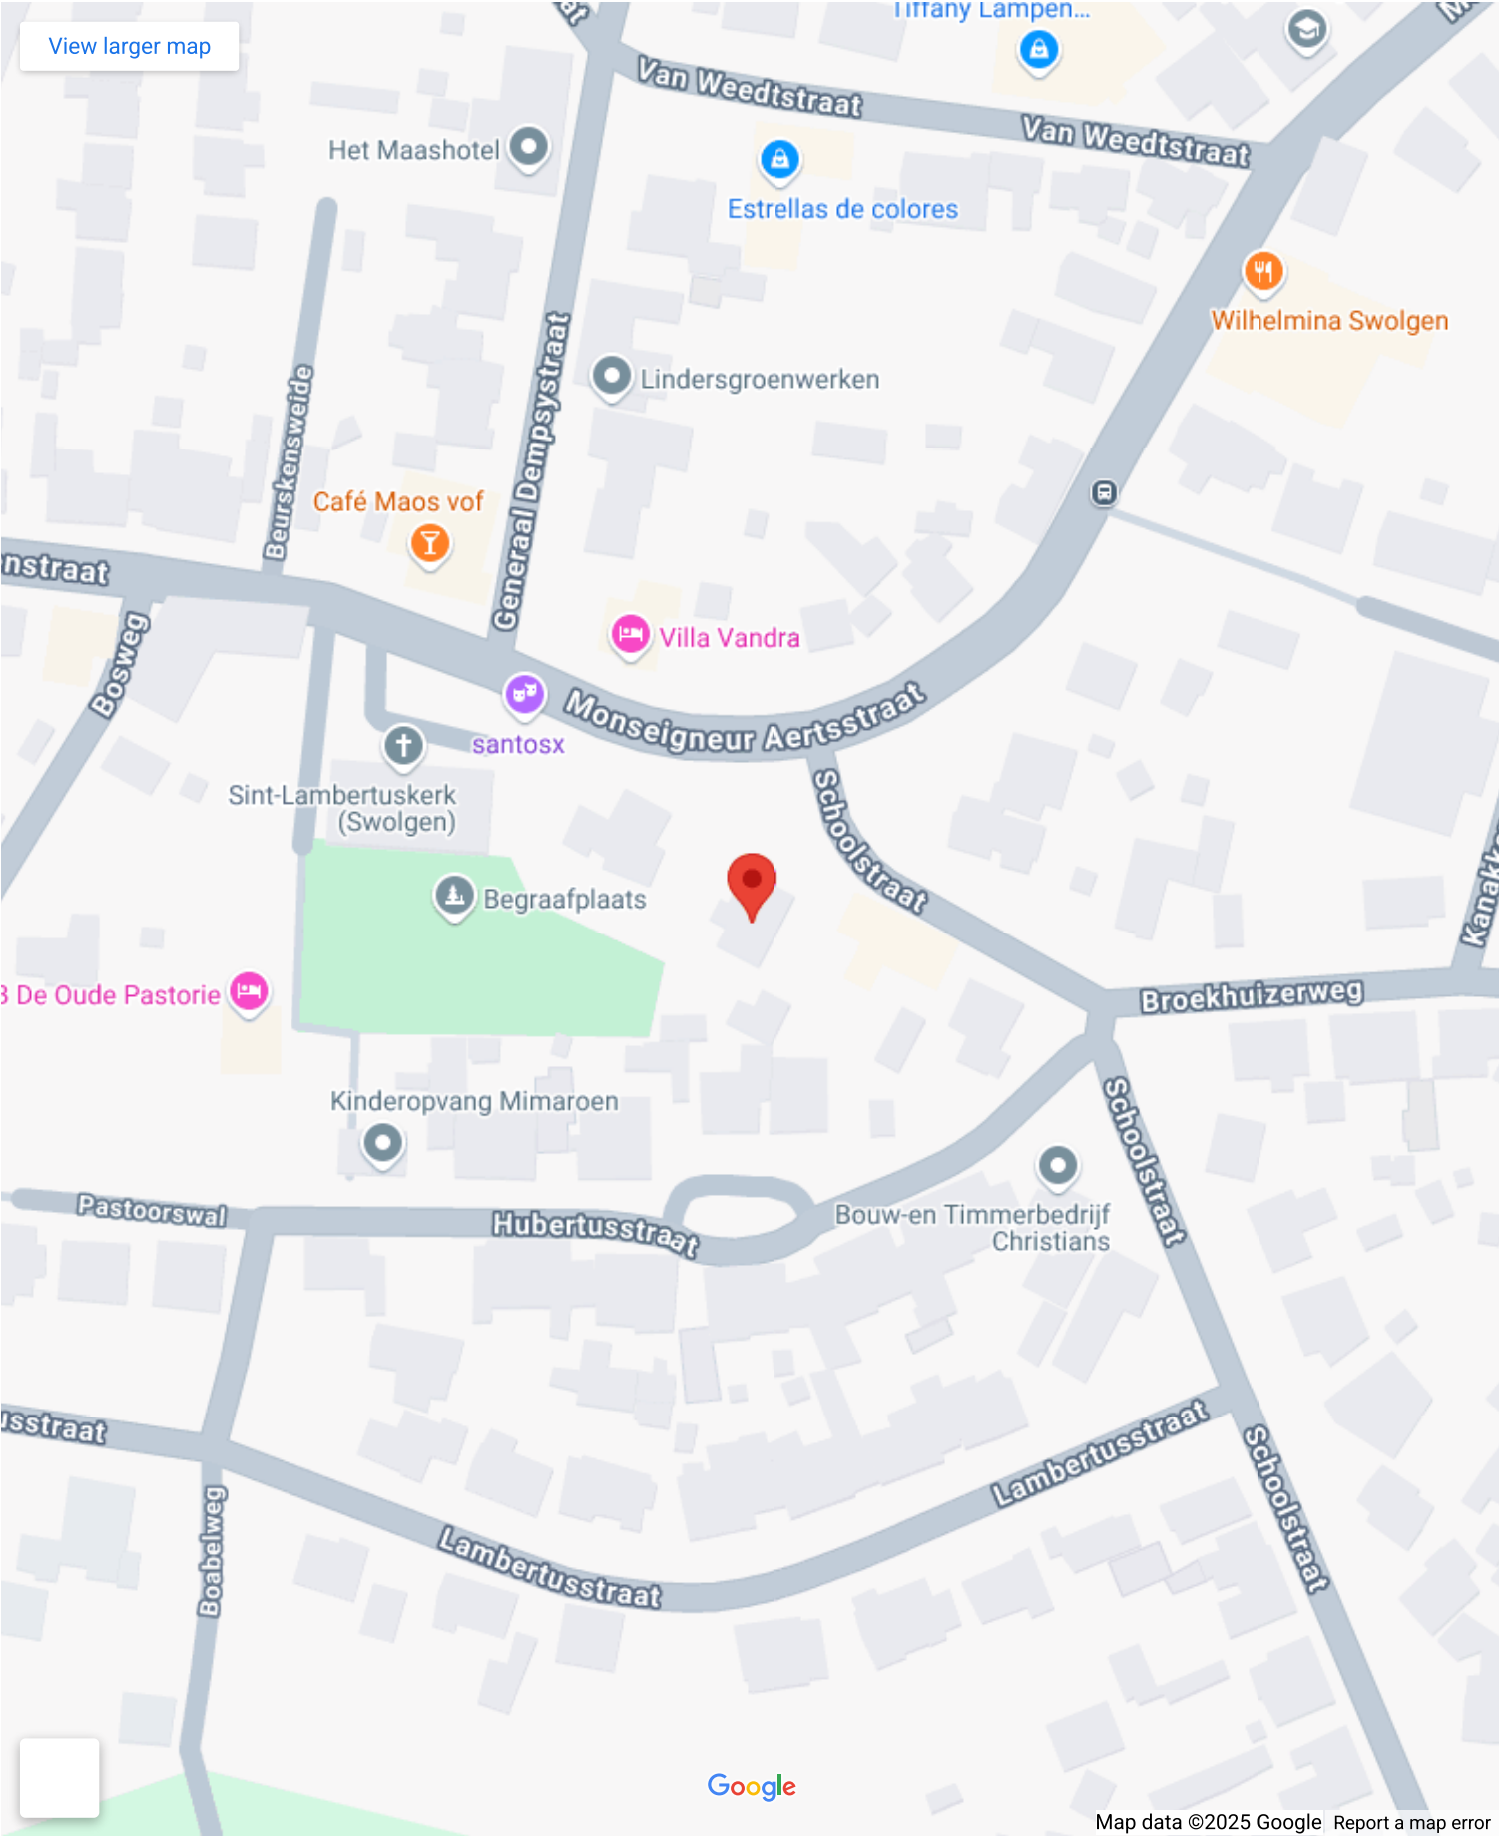 View larger map
Tiffany Lampen...
Van Weedtstraat
Van Weedtstraat
Het Maashotel
Estrellas de colores
Wilhelmina Swolgen
Generaal Dempsystraat
Lindersgroenwerken
Beurskensweide
Café Maos vof
nstraat
Bosweg
Villa Vandra
Monseigneur Aertsstraat
santosx
Sint-Lambertuskerk
(Swolgen)
Schoolstraat
Begraafplaats
Kanakk
B De Oude Pastorie
Broekhuizerweg
Kinderopvang Mimaroen
Schoolstraat
Pastoorswal
Hubertusstraat
Bouw-en Timmerbedrijf
Christians
usstraat
Lambertusstraat
Schoolstraat
Boabelweg
Lambertusstraat
Google
Map data ©2025 Google
Report a map error